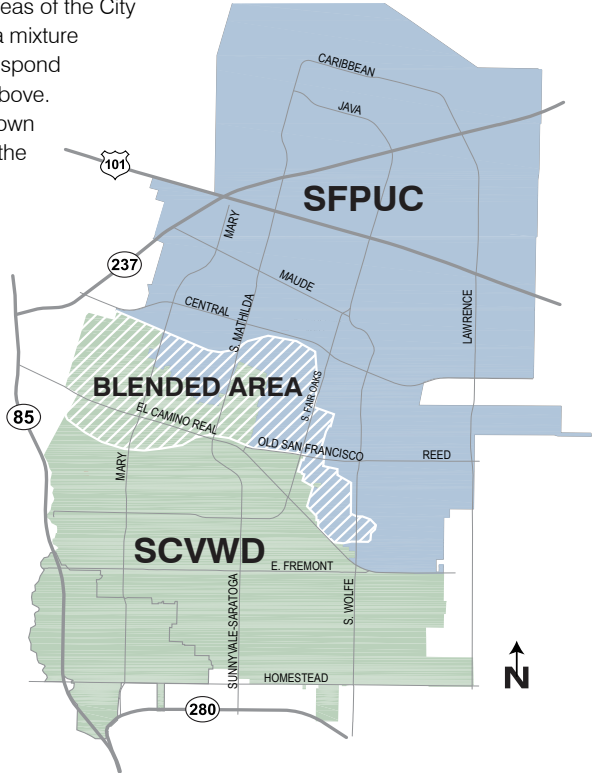 eas of the City
a mixture
spond
bove.
own
the
CARIBBEAN
JAVA
101
SFPUC
MARY
237
MAUDE
CENTRAL
S. MATHILDA
LAWRENCE
BLENDED AREA
S. FAIR OAKS
85
EL CAMINO REAL
OLD SAN FRANCISCO
REED
MARY
SCVWD
E. FREMONT
SUNNYVALE-SARATOGA
S. WOLFE
N
HOMESTEAD
280